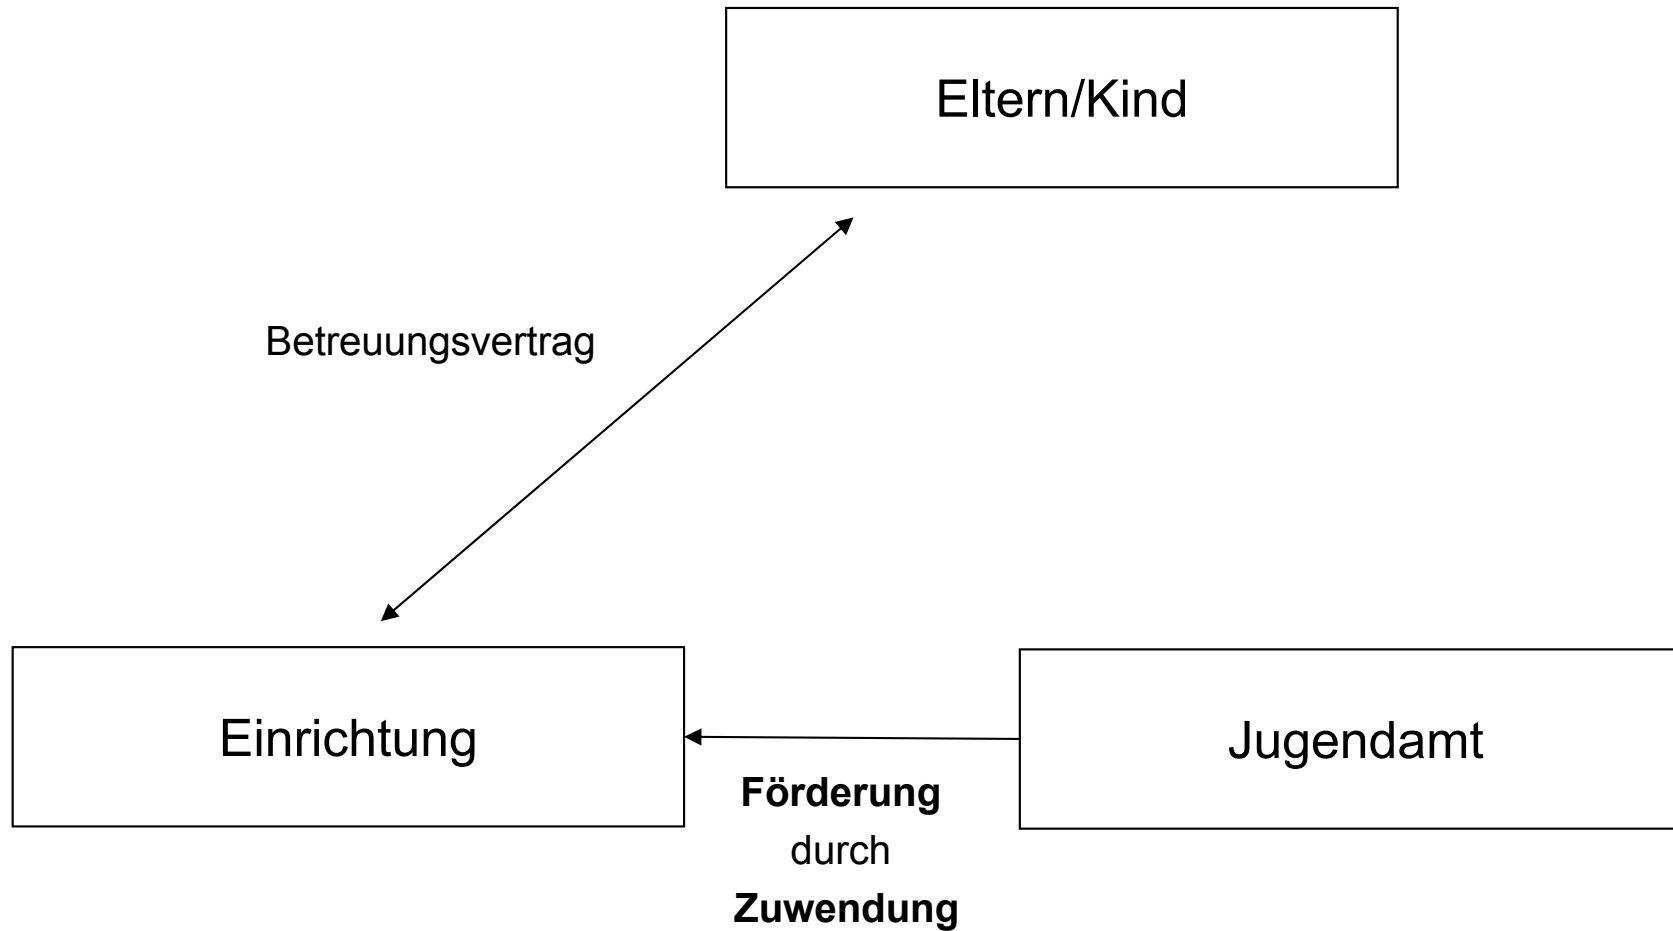 Eltern/Kind
Betreuungsvertrag
Einrichtung
Jugendamt
Förderung
durch
Zuwendung